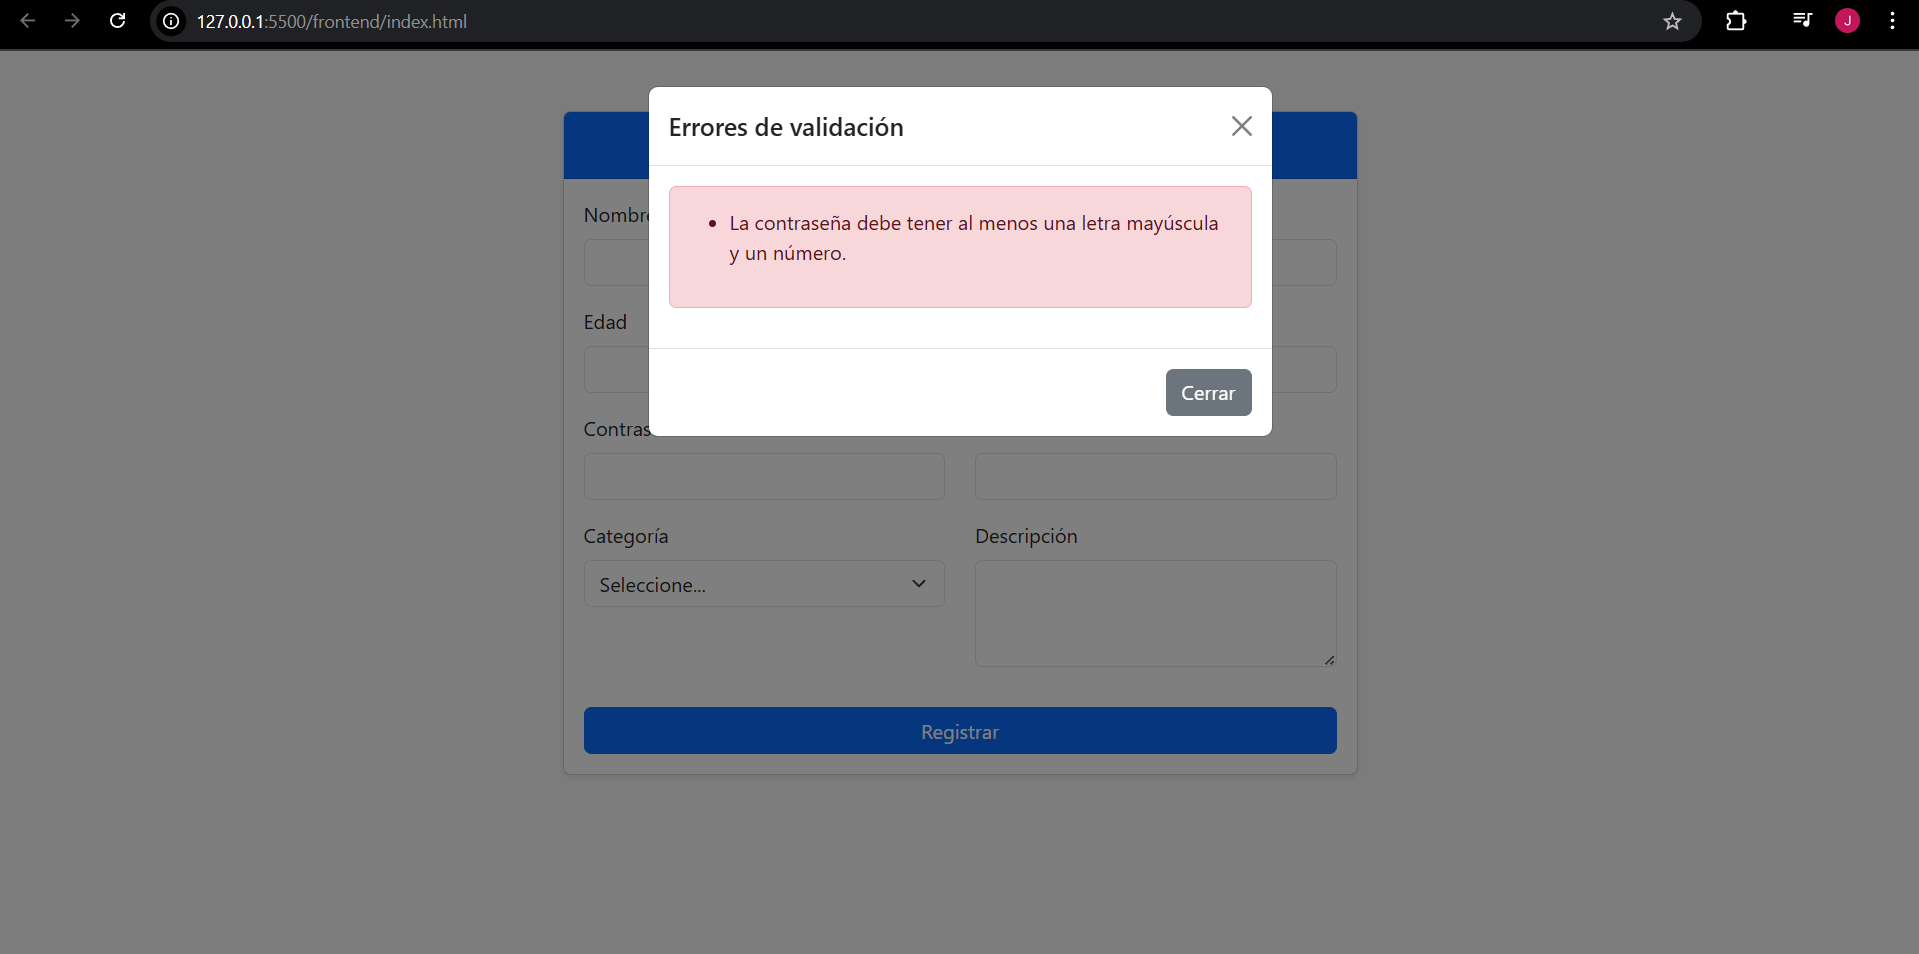 127.0.0.1:5500/frontend/index.html
J
Errores de validación
La contraseña debe tener al menos una letra mayúscula
y un número.
Cerrar
Nombre
Edad
Contras
Categoría
Descripción
Seleccione...
Registrar